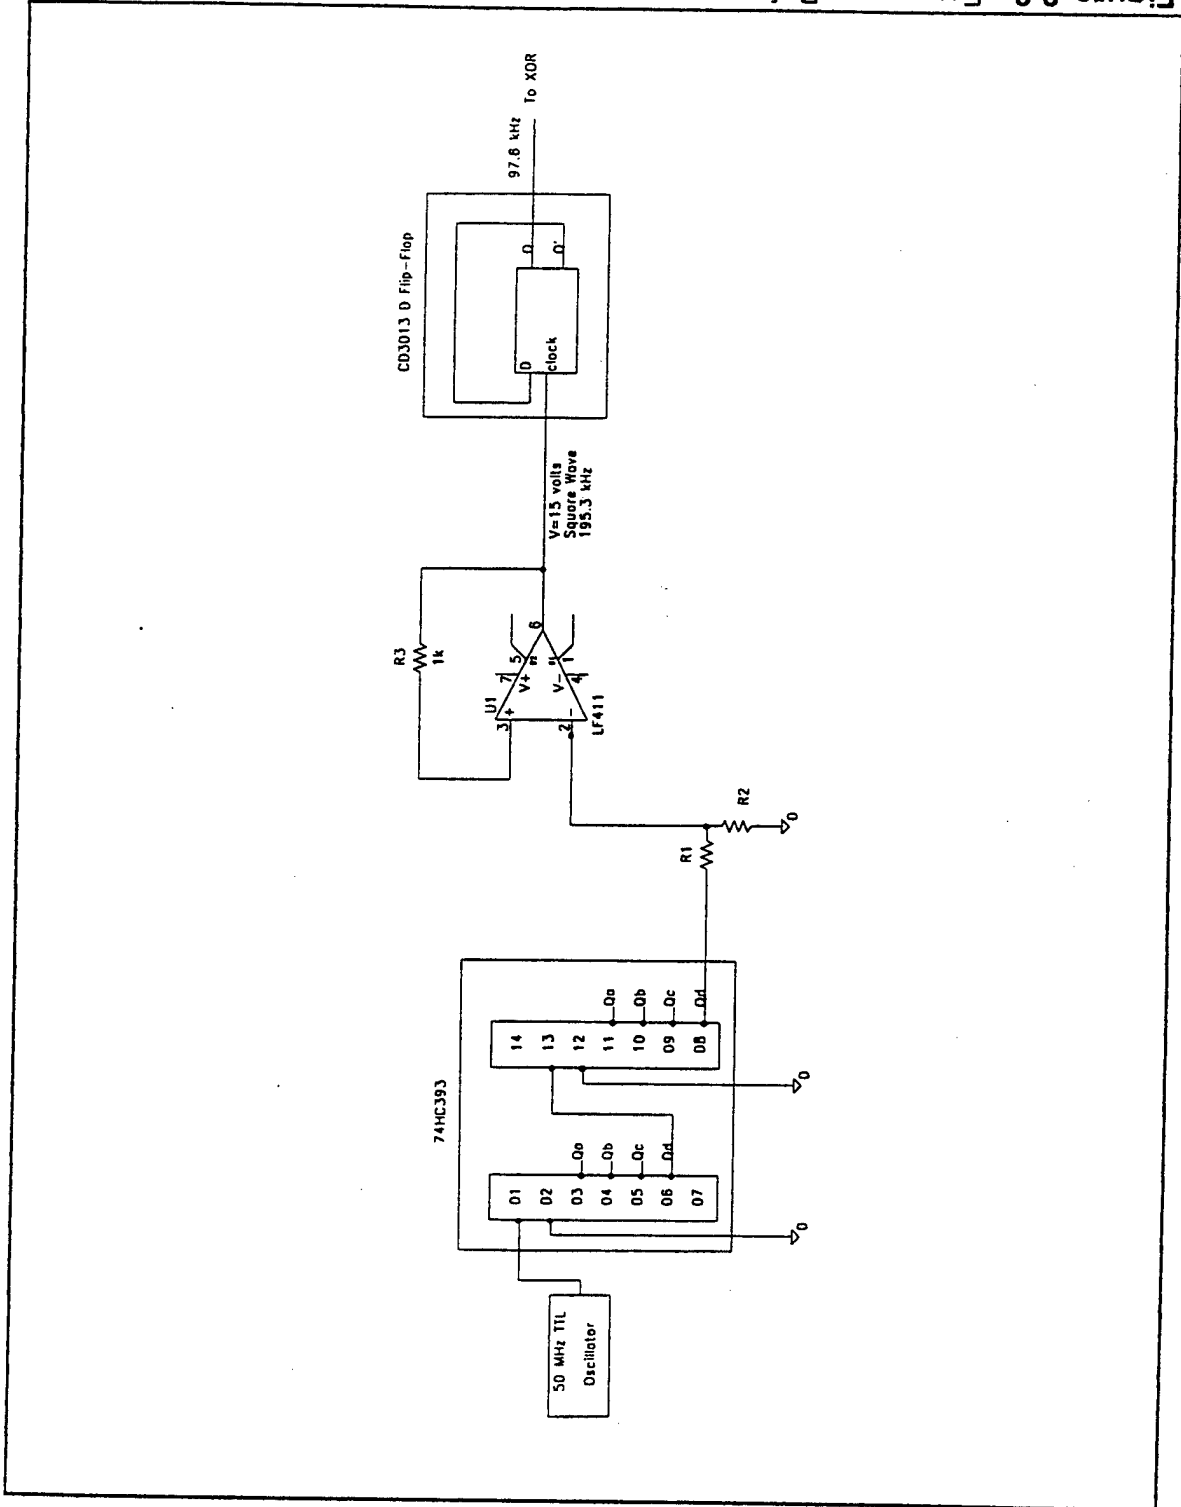 50 MHz TTL
Oscillator
74HC393
01
02
03
04
05
06
07
Qa
Qb
Qc
Qd
0
14
13
12
11
10
09
08
Qa
Qb
Qc
Qd
0
R1
R2
0
R3
1k
U1
3
+
2
-
7
V+
5
6
V-
4
1
LF411
V=15 volts
Square Wave
195.3 kHz
CD3013 D Flip-Flop
D
clock
Q
Q'
97.8 kHz
To XOR